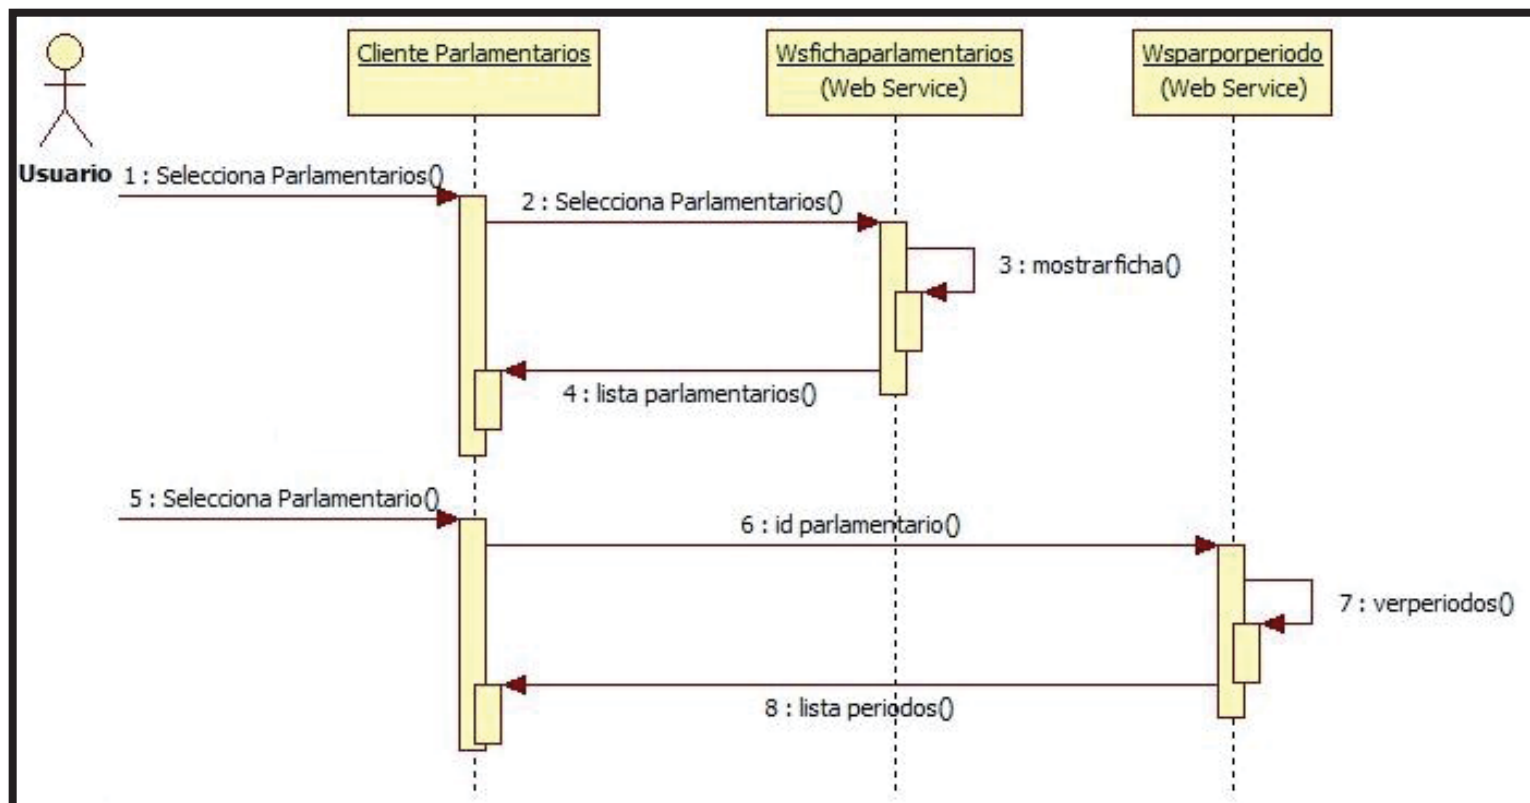 Cliente Parlamentarios
Wsfichaparlamentarios
(Web Service)
Wsparporperiodo
(Web Service)
Usuario
1 : Selecciona Parlamentarios()
2 : Selecciona Parlamentarios()
3 : mostrarficha()
4 : lista parlamentarios()
5 : Selecciona Parlamentario()
6 : id parlamentario()
7 : verperiodos()
8 : lista periodos()